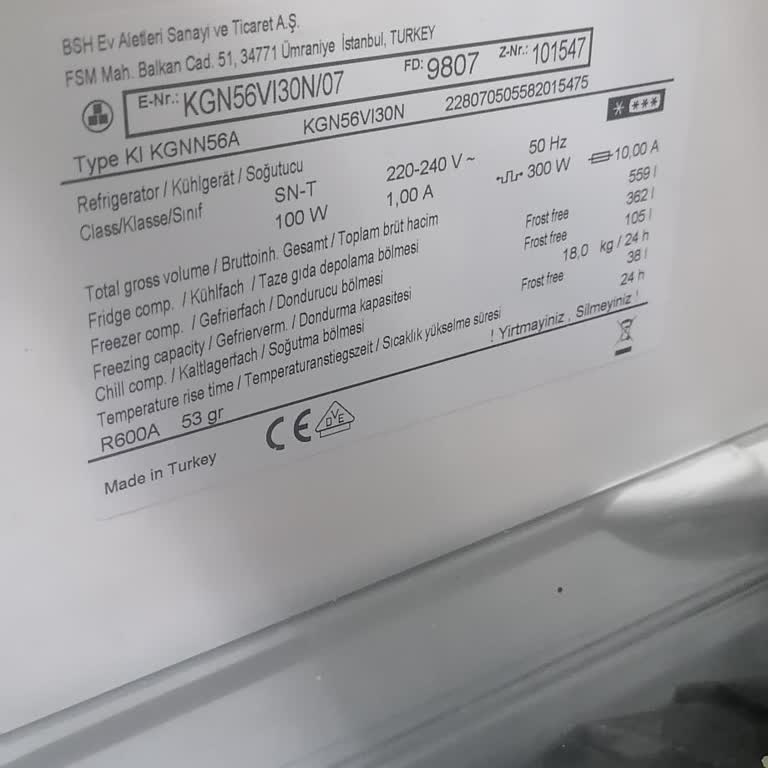 BSH Ev Aletleri Sanayi ve Ticaret A.Ş.
FSM Mah. Balkan Cad. 51, 34771 Ümraniye İstanbul, TURKEY
E-Nr.: KGN56VI30N/07 FD: 9807 Z-Nr.: 101547
Type KI KGNN56A KGN56VI30N 228070505582015475
Refrigerator / Kühlgerät / Soğutucu * ***
Class/Klasse/Sınıf SN-T 220-240 V ~ 50 Hz 10,00 A
100 W 1,00 A 300 W
Total gross volume / Bruttoinh. Gesamt / Toplam brüt hacim 559 l
Fridge comp. / Kühlfach / Taze gıda depolama bölmesi Frost free 362 l
Freezer comp. / Gefrierfach / Dondurucu bölmesi Frost free 105 l
Freezing capacity / Gefrierverm. / Dondurma kapasitesi 18,0 kg / 24 h
Chill comp. / Kaltlagerfach / Soğutma bölmesi Frost free 38 l
Temperature rise time / Temperaturanstiegszeit / Sıcaklık yükselme süresi 24 h
R600A 53 gr ! Yirtmayiniz , Silmeyiniz !
CE DVE
Made in Turkey